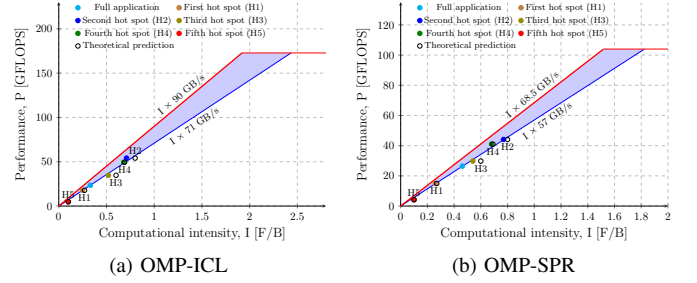 Full application
First hot spot (H1)
Second hot spot (H2)
Third hot spot (H3)
Fourth hot spot (H4)
Fifth hot spot (H5)
Theoretical prediction
Performance, P [GFLOPS]
200
150
100
50
0
I × 90 GB/s
I × 71 GB/s
H2
H4
H3
H5
H1
0
0.5
1
1.5
2
2.5
Computational intensity, I [F/B]
(a) OMP-ICL
Full application
First hot spot (H1)
Second hot spot (H2)
Third hot spot (H3)
Fourth hot spot (H4)
Fifth hot spot (H5)
Theoretical prediction
Performance, P [GFLOPS]
120
100
80
60
40
20
0
I × 68.5 GB/s
I × 57 GB/s
H4
H2
H3
H5
H1
0
0.2
0.4
0.6
0.8
1
1.2
1.4
1.6
1.8
2
Computational intensity, I [F/B]
(b) OMP-SPR